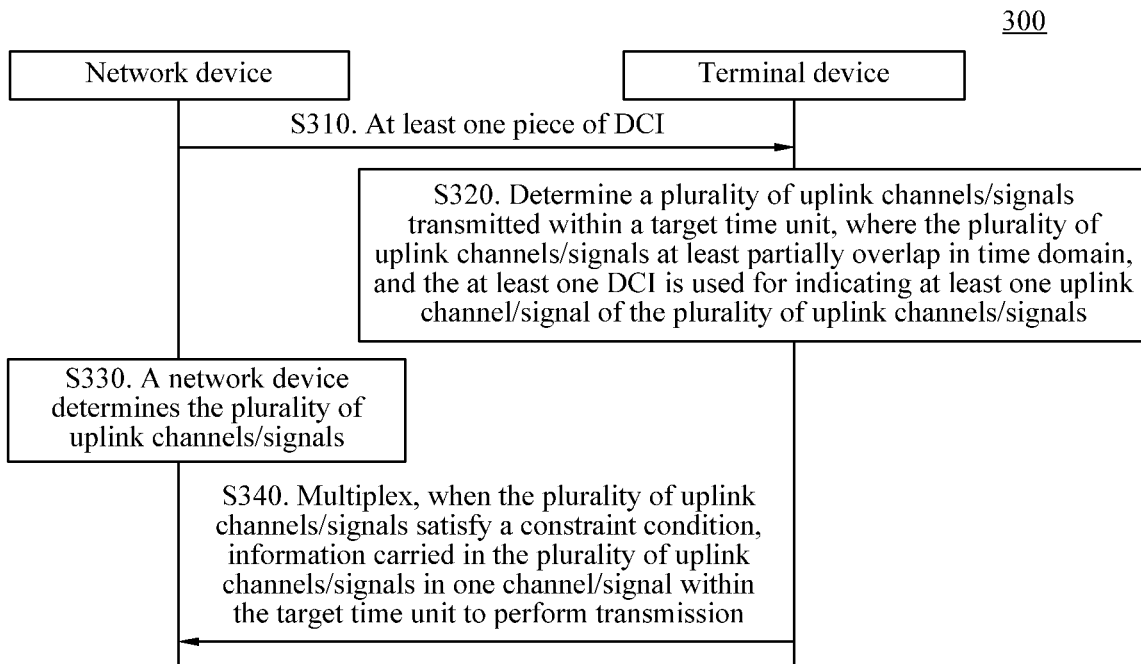 300
Network device
Terminal device
S310. At least one piece of DCI
S320. Determine a plurality of uplink channels/signals
transmitted within a target time unit, where the plurality of
uplink channels/signals at least partially overlap in time domain,
and the at least one DCI is used for indicating at least one uplink
channel/signal of the plurality of uplink channels/signals
S330. A network device
determines the plurality of
uplink channels/signals
S340. Multiplex, when the plurality of uplink
channels/signals satisfy a constraint condition,
information carried in the plurality of uplink
channels/signals in one channel/signal within
the target time unit to perform transmission